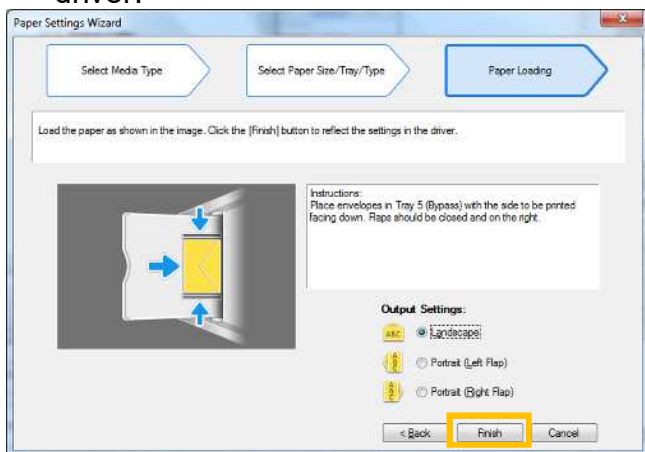 driver.
Paper Settings Wizard
Select Media Type
Select Paper Size/Tray/Type
Paper Loading
Load the paper as shown in the image. Click the [Finish] button to reflect the settings in the driver.
Instructions:
Place envelopes in Tray 5 (Bypass) with the side to be printed
facing down. Flaps should be closed and on the right.
Output Settings:
ABC
Landscape
ABC
Portrait (Left Flap)
ABC
Portrait (Right Flap)
< Back
Finish
Cancel